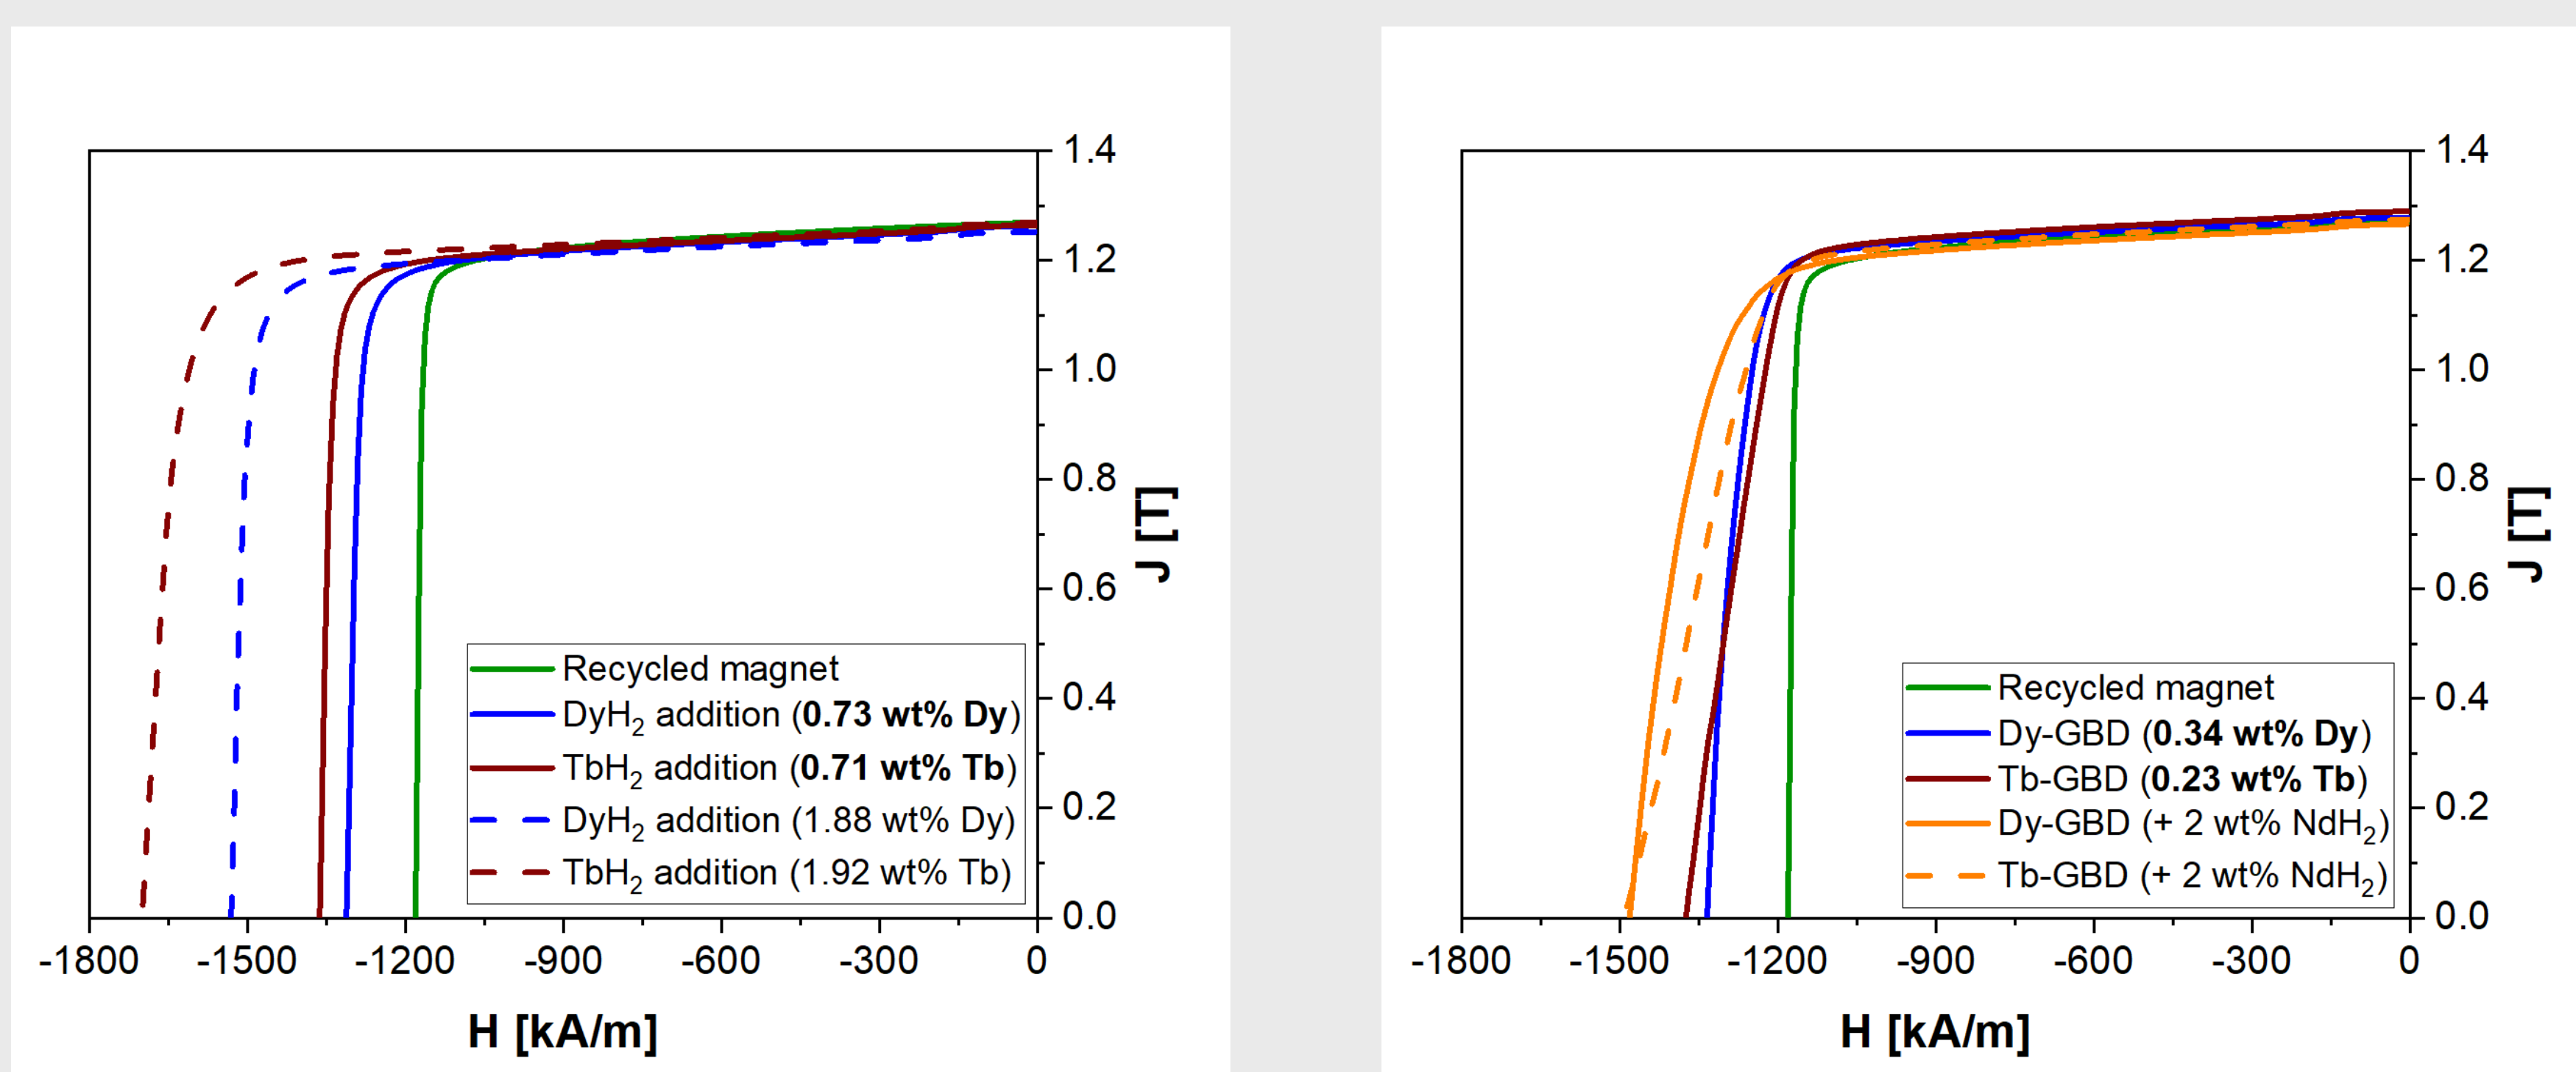 1.4
1.2
1.0
0.8
0.6
0.4
0.2
0.0
J [T]
Recycled magnet
DyH₂ addition (0.73 wt% Dy)
TbH₂ addition (0.71 wt% Tb)
DyH₂ addition (1.88 wt% Dy)
TbH₂ addition (1.92 wt% Tb)
-1800 -1500 -1200 -900 -600 -300 0
H [kA/m]
1.4
1.2
1.0
0.8
0.6
0.4
0.2
0.0
J [T]
Recycled magnet
Dy-GBD (0.34 wt% Dy)
Tb-GBD (0.23 wt% Tb)
Dy-GBD (+ 2 wt% NdH₂)
Tb-GBD (+ 2 wt% NdH₂)
-1800 -1500 -1200 -900 -600 -300 0
H [kA/m]